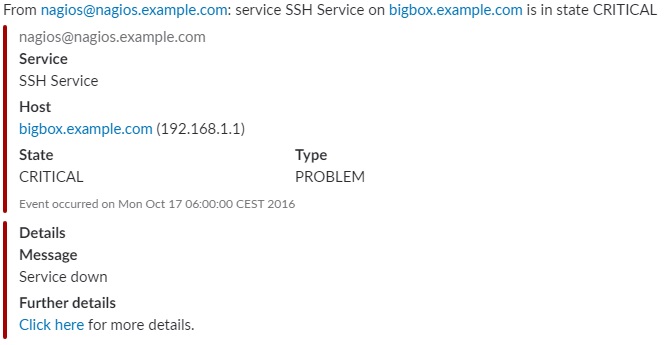 From nagios@nagios.example.com: service SSH Service on bigbox.example.com is in state CRITICAL
nagios@nagios.example.com
Service
SSH Service
Host
bigbox.example.com (192.168.1.1)
State Type
CRITICAL PROBLEM
Event occurred on Mon Oct 17 06:00:00 CEST 2016
Details
Message
Service down
Further details
Click here for more details.